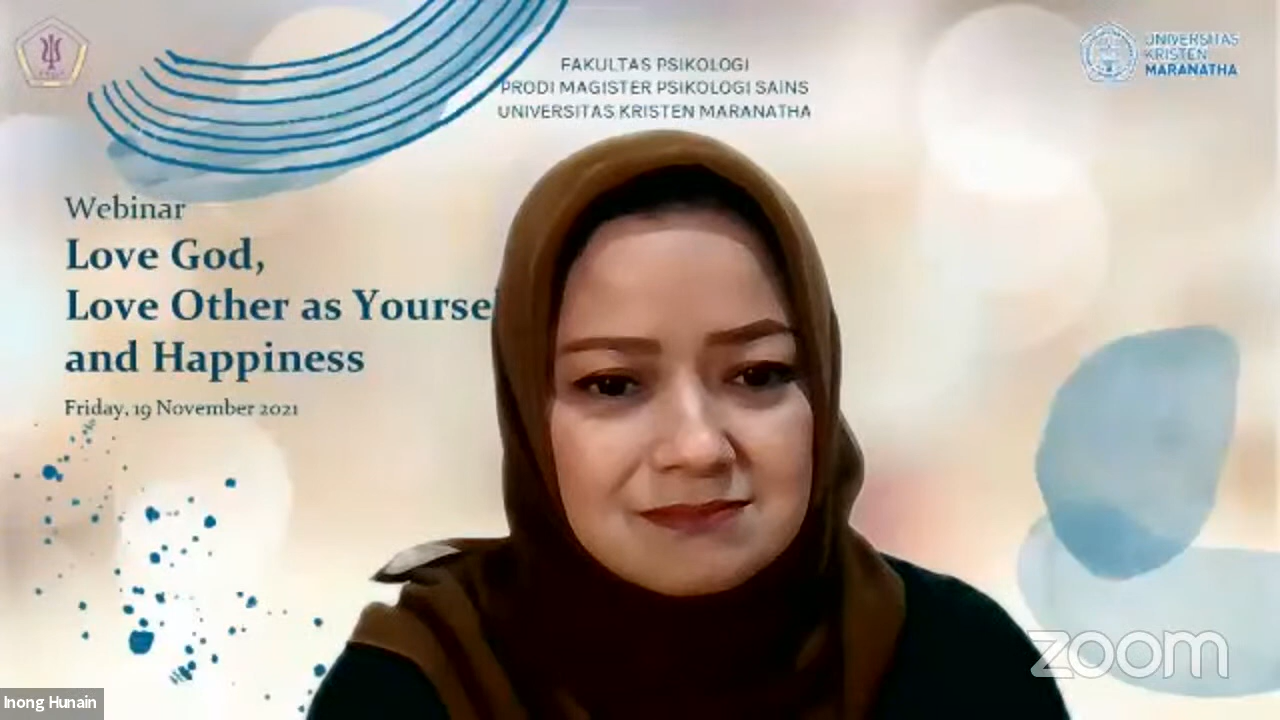 FAKULTAS PSIKOLOGI
PRODI MAGISTER PSIKOLOGI SAINS
UNIVERSITAS KRISTEN MARANATHA
UNIVERSITAS
KRISTEN
MARANATHA
Webinar
Love God,
Love Other as Yoursel
and Happiness
Friday, 19 November 2021
zoom
Inong Hunain